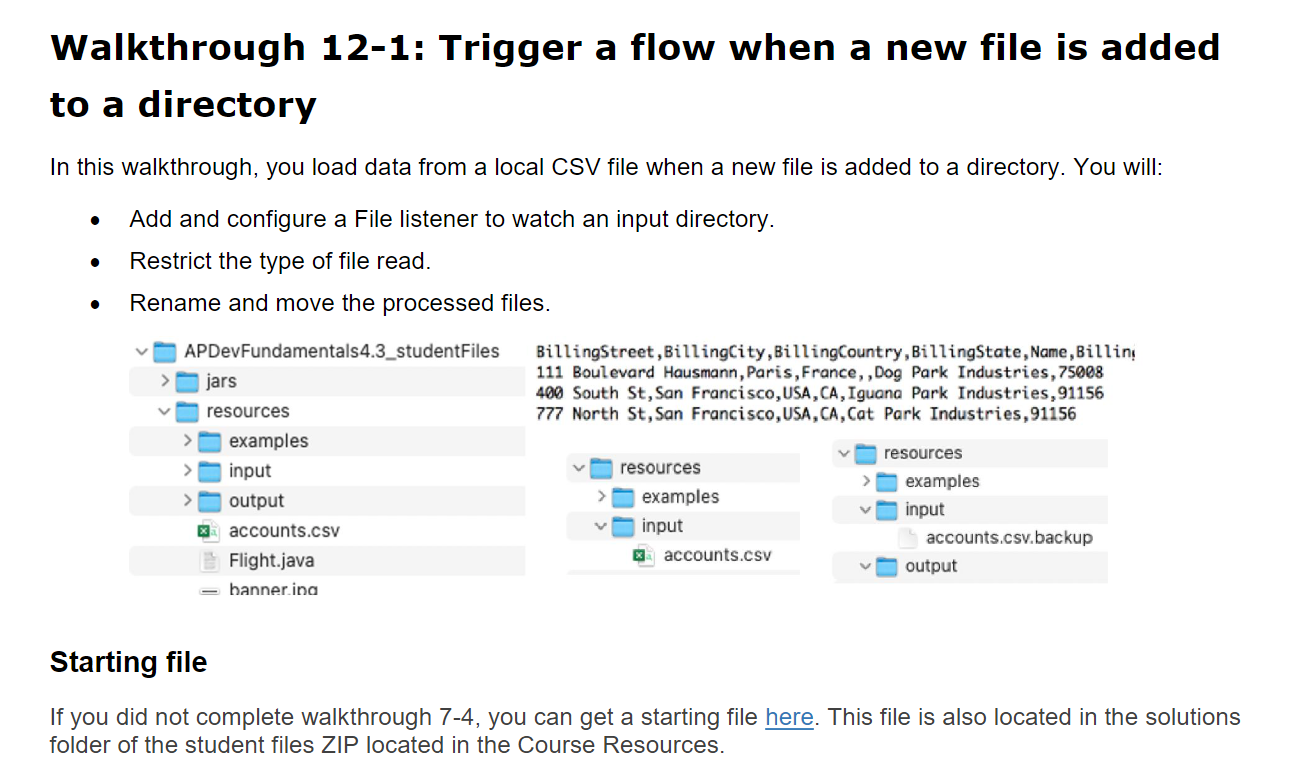 Walkthrough 12-1: Trigger a flow when a new file is added
to a directory
In this walkthrough, you load data from a local CSV file when a new file is added to a directory. You will:
• Add and configure a File listener to watch an input directory.
• Restrict the type of file read.
• Rename and move the processed files.
APDevFundamentals4.3_studentFiles
jars
resources
examples
input
output
accounts.csv
Flight.java
banner.jpg
BillingStreet,BillingCity,BillingCountry,BillingState,Name,Billing
111 Boulevard Hausmann,Paris,France,,Dog Park Industries,75008
400 South St,San Francisco,USA,CA,Iguana Park Industries,91156
777 North St,San Francisco,USA,CA,Cat Park Industries,91156
resources
examples
input
accounts.csv
resources
examples
input
accounts.csv.backup
output
Starting file
If you did not complete walkthrough 7-4, you can get a starting file here. This file is also located in the solutions
folder of the student files ZIP located in the Course Resources.